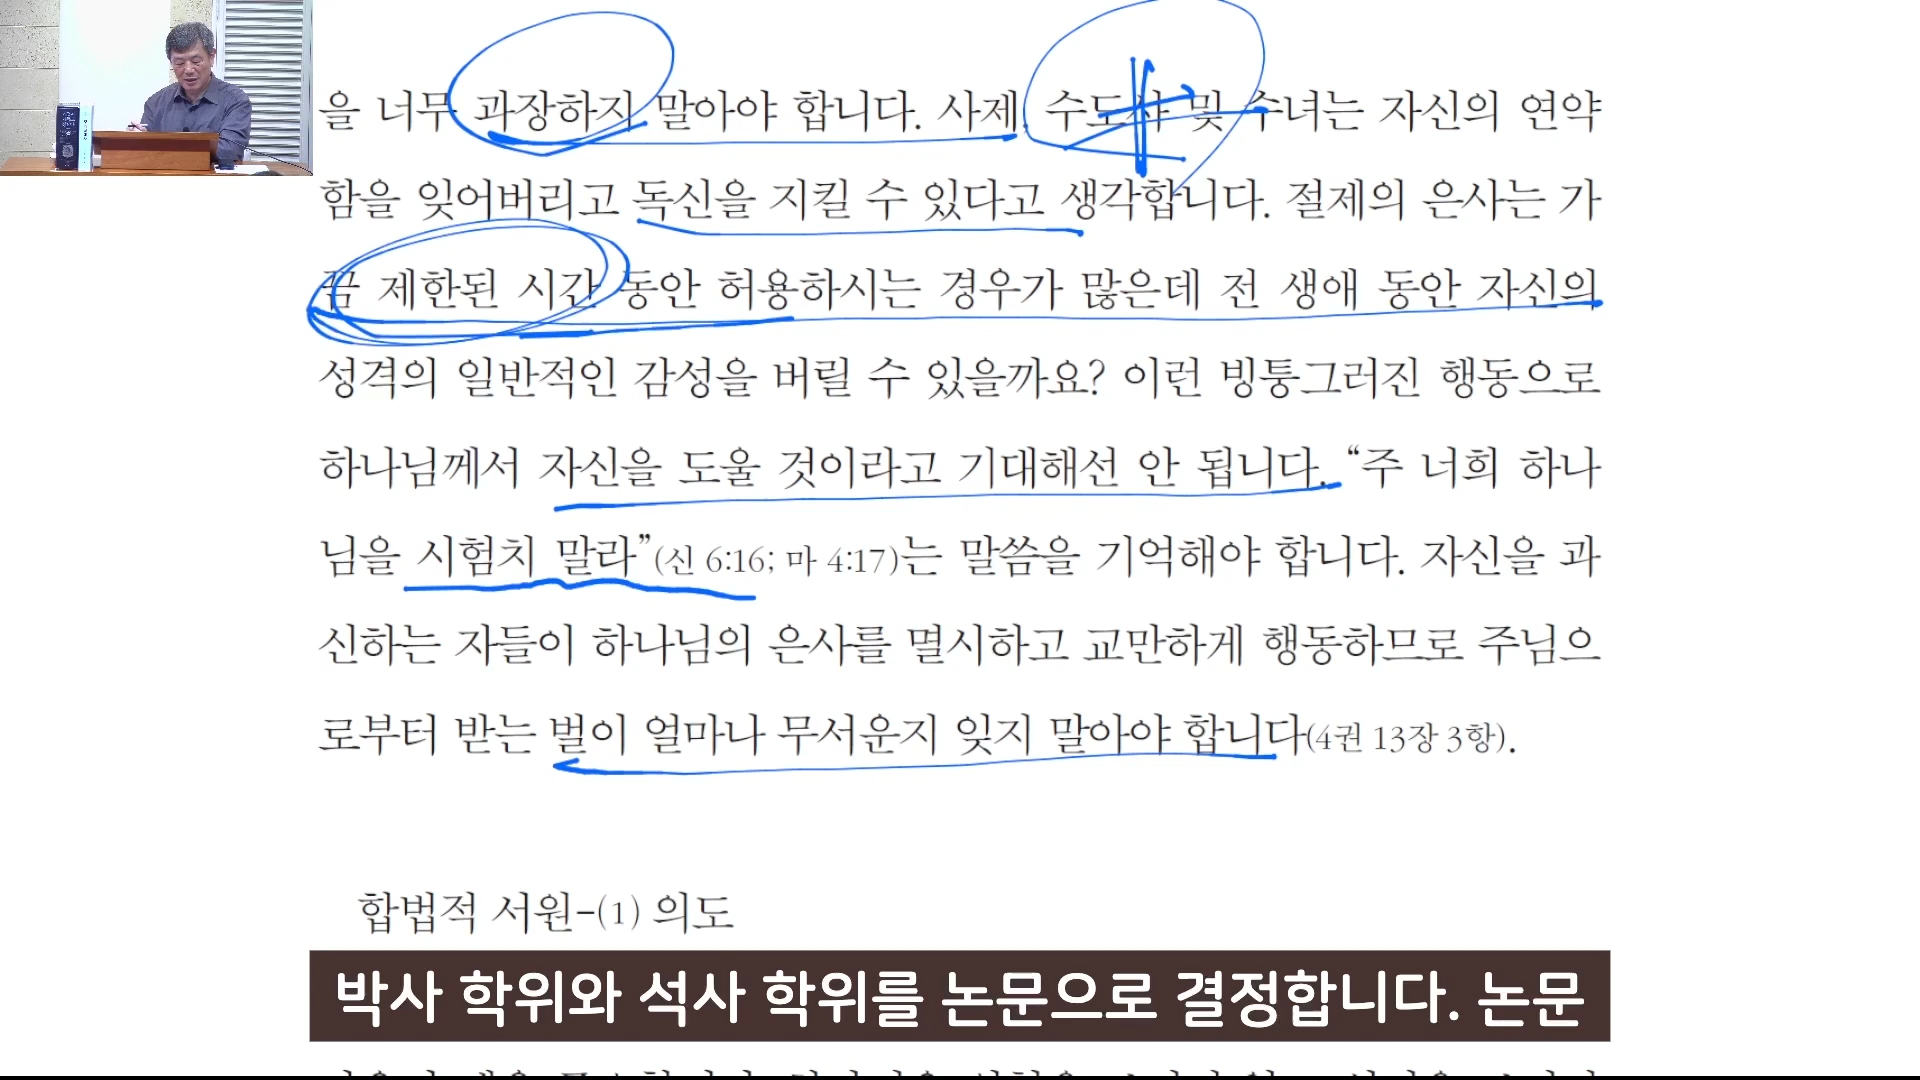 을 너무 과장하지 말아야 합니다. 사제, 수도사 및 수녀는 자신의 연약
함을 잊어버리고 독신을 지킬 수 있다고 생각합니다. 절제의 은사는 가
끔 제한된 시간 동안 허용하시는 경우가 많은데 전 생애 동안 자신의
성격의 일반적인 감성을 버릴 수 있을까요? 이런 빙퉁그러진 행동으로
하나님께서 자신을 도울 것이라고 기대해선 안 됩니다. “주 너희 하나
님을 시험치 말라”(신 6:16; 마 4:17)는 말씀을 기억해야 합니다. 자신을 과
신하는 자들이 하나님의 은사를 멸시하고 교만하게 행동하므로 주님으
로부터 받는 벌이 얼마나 무서운지 잊지 말아야 합니다(4권 13장 3항).
합법적 서원-(1) 의도
박사 학위와 석사 학위를 논문으로 결정합니다. 논문